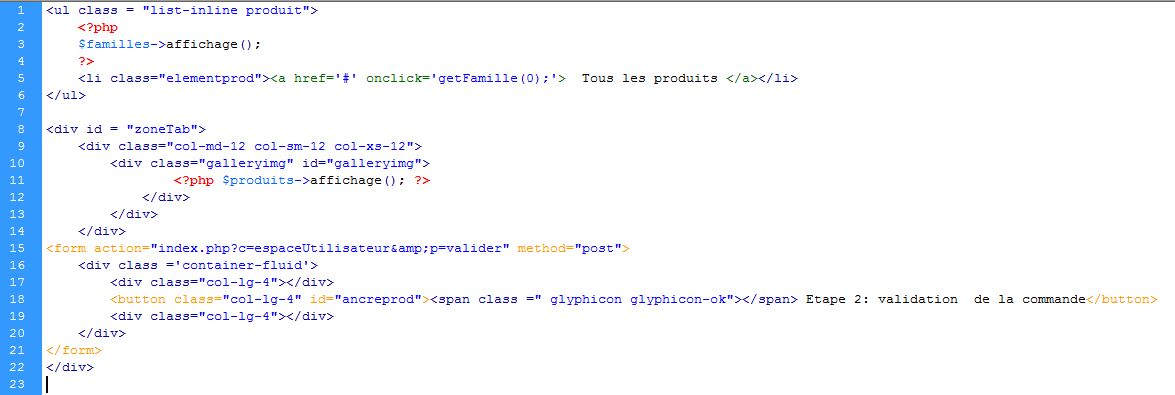 1 <ul class = "list-inline produit">
2 <?php
3 $familles->affichage();
4 ?>
5 <li class="elementprod"><a href='#' onclick='getFamille(0);'>  Tous les produits </a></li>
6 </ul>
7
8 <div id = "zoneTab">
9 <div class="col-md-12 col-sm-12 col-xs-12">
10 <div class="galleryimg" id="galleryimg">
11 <?php $produits->affichage(); ?>
12 </div>
13 </div>
14 </div>
15 <form action="index.php?c=espaceUtilisateur&amp;p=valider" method="post">
16 <div class ='container-fluid'>
17 <div class="col-lg-4"></div>
18 <button class="col-lg-4" id="ancreprod"><span class =" glyphicon glyphicon-ok"></span> Etape 2: validation  de la commande</button>
19 <div class="col-lg-4"></div>
20 </div>
21 </form>
22 </div>
23